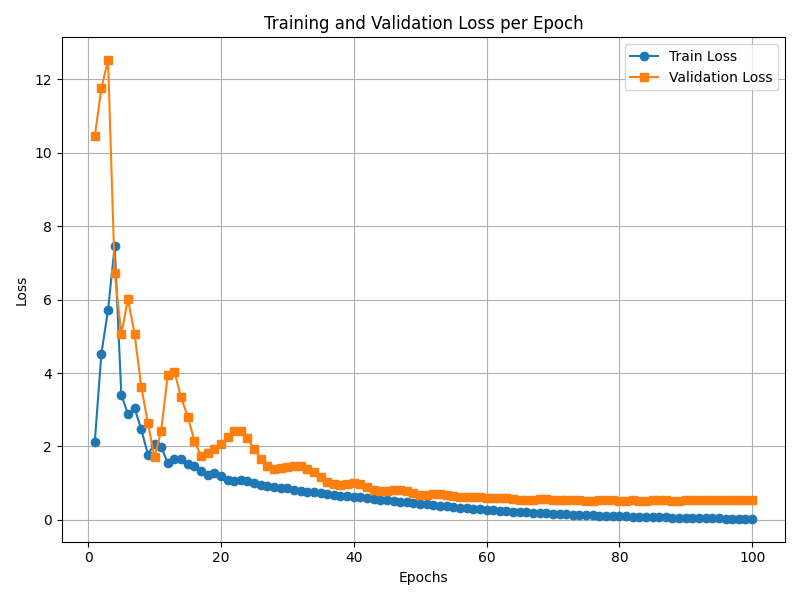 Training and Validation Loss per Epoch
Train Loss
Validation Loss
Loss
12
10
8
6
4
2
0
0 20 40 60 80 100
Epochs